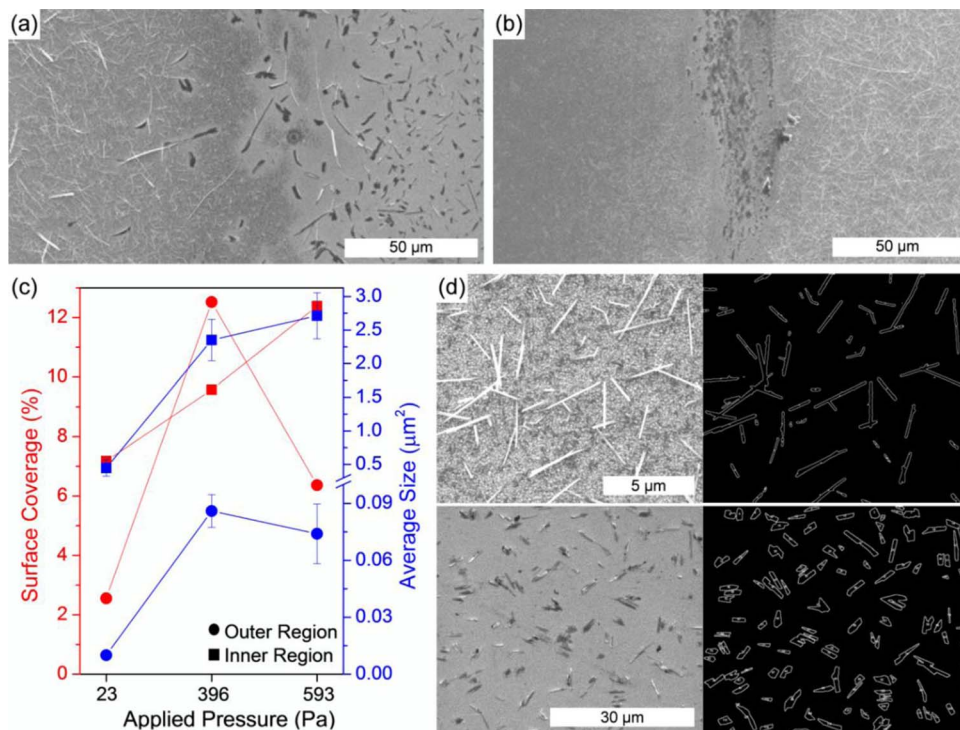 (a)
50 μm
(b)
50 μm
(c)
Surface Coverage (%)
12
10
8
6
4
2
0
3.0
2.5
2.0
1.5
1.0
0.5
0.09
0.06
0.03
0.00
Average Size (μm²)
Outer Region
Inner Region
23
396
593
Applied Pressure (Pa)
(d)
5 μm
30 μm